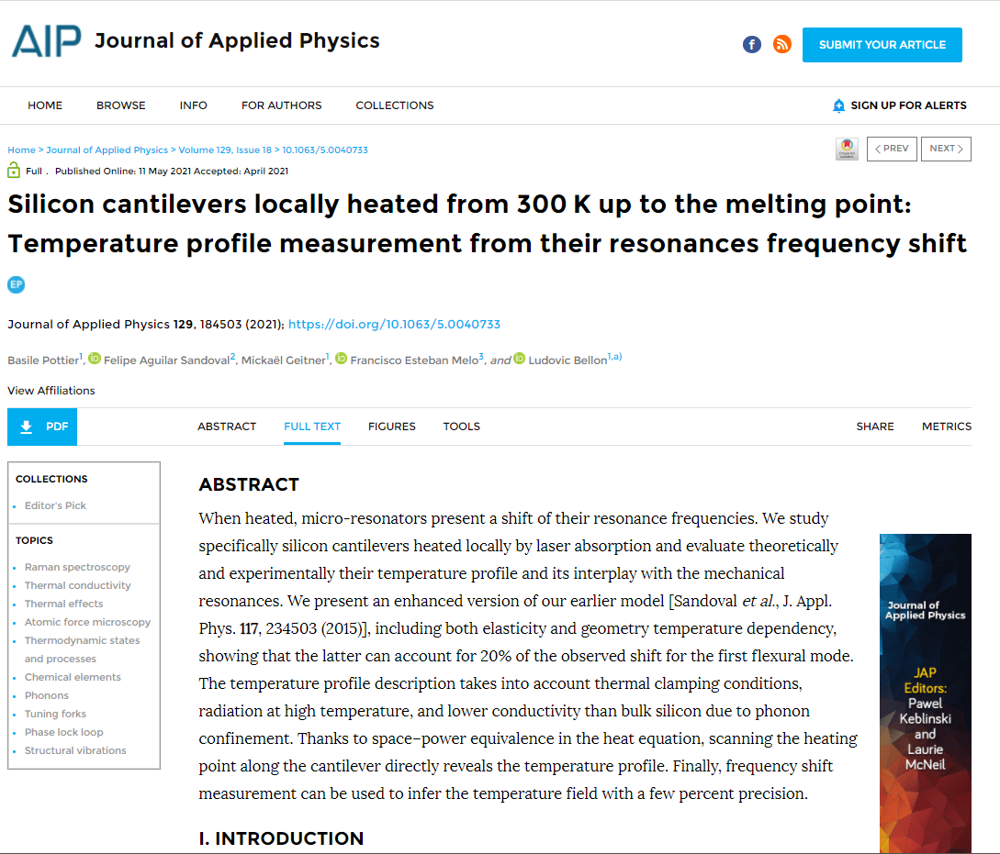 AIP Journal of Applied Physics
f
SUBMIT YOUR ARTICLE
HOME BROWSE INFO FOR AUTHORS COLLECTIONS SIGN UP FOR ALERTS
Home > Journal of Applied Physics > Volume 129, Issue 18 > 10.1063/5.0040733
< PREV NEXT >
Full . Published Online: 11 May 2021 Accepted: April 2021
Silicon cantilevers locally heated from 300 K up to the melting point:
Temperature profile measurement from their resonances frequency shift
EP
Journal of Applied Physics 129, 184503 (2021); https://doi.org/10.1063/5.0040733
Basile Pottier1, iD Felipe Aguilar Sandoval2, Mickaël Geitner1, iD Francisco Esteban Melo3, and iD Ludovic Bellon1,a)
View Affiliations
PDF
ABSTRACT FULL TEXT FIGURES TOOLS SHARE METRICS
COLLECTIONS
Editor's Pick
TOPICS
Raman spectroscopy
Thermal conductivity
Thermal effects
Atomic force microscopy
Thermodynamic states
and processes
Chemical elements
Phonons
Tuning forks
Phase lock loop
Structural vibrations
ABSTRACT
When heated, micro-resonators present a shift of their resonance frequencies. We study
specifically silicon cantilevers heated locally by laser absorption and evaluate theoretically
and experimentally their temperature profile and its interplay with the mechanical
resonances. We present an enhanced version of our earlier model [Sandoval et al., J. Appl.
Phys. 117, 234503 (2015)], including both elasticity and geometry temperature dependency,
showing that the latter can account for 20% of the observed shift for the first flexural mode.
The temperature profile description takes into account thermal clamping conditions,
radiation at high temperature, and lower conductivity than bulk silicon due to phonon
confinement. Thanks to space–power equivalence in the heat equation, scanning the heating
point along the cantilever directly reveals the temperature profile. Finally, frequency shift
measurement can be used to infer the temperature field with a few percent precision.
I. INTRODUCTION
Journal of
Applied Physics
JAP
Editors:
Pawel
Keblinski
and
Laurie
McNeil